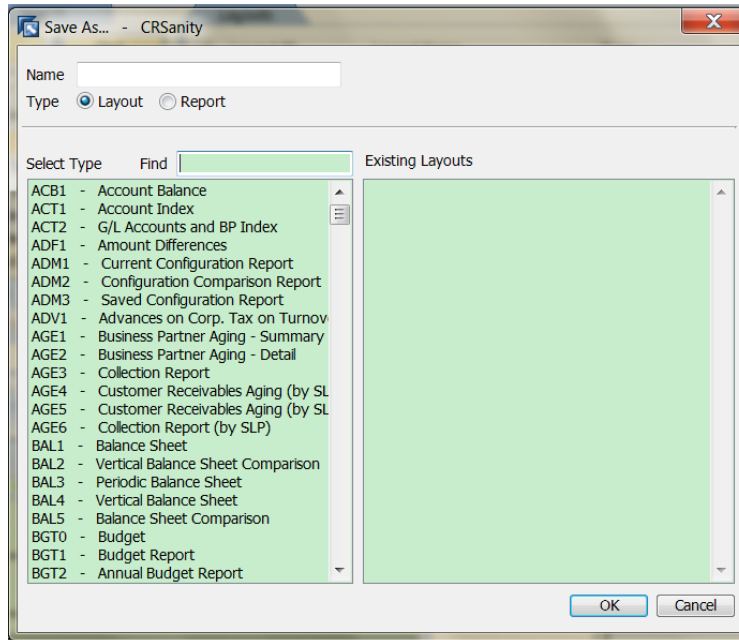 Save As... - CRSanity
Name
Type Layout Report
Select Type Find Existing Layouts
ACB1 - Account Balance
ACT1 - Account Index
ACT2 - G/L Accounts and BP Index
ADF1 - Amount Differences
ADM1 - Current Configuration Report
ADM2 - Configuration Comparison Report
ADM3 - Saved Configuration Report
ADV1 - Advances on Corp. Tax on Turnov
AGE1 - Business Partner Aging - Summary
AGE2 - Business Partner Aging - Detail
AGE3 - Collection Report
AGE4 - Customer Receivables Aging (by SL
AGE5 - Customer Receivables Aging (by SL
AGE6 - Collection Report (by SLP)
BAL1 - Balance Sheet
BAL2 - Vertical Balance Sheet Comparison
BAL3 - Periodic Balance Sheet
BAL4 - Vertical Balance Sheet
BAL5 - Balance Sheet Comparison
BGT0 - Budget
BGT1 - Budget Report
BGT2 - Annual Budget Report
OK Cancel